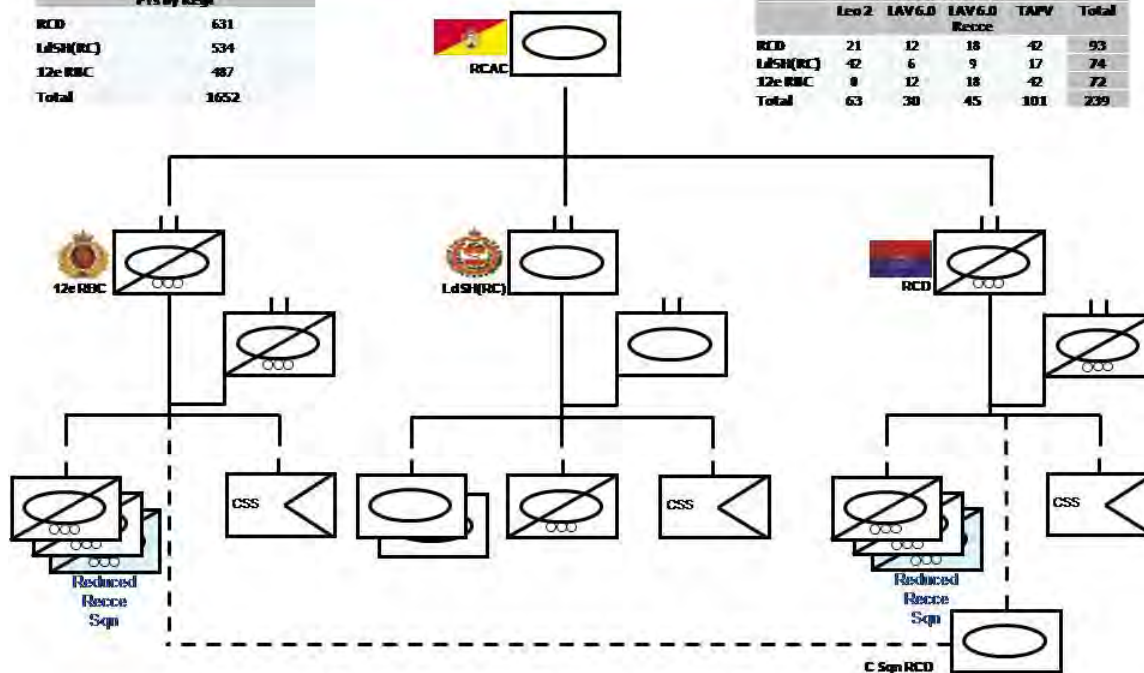 Leo 2 LAV 6.0 LAV 6.0 TAPV Total
Recce
RCD 21 12 18 42 93
LdSH(RC) 42 6 9 17 74
12e RBC 0 12 18 42 72
Total 63 30 45 101 239
RCD 631
LdSH(RC) 534
12e RBC 487
Total 1652
RCAC
12e RBC
LdSH(RC)
RCD
CSS
CSS
CSS
Reduced
Recce
Sqn
Reduced
Recce
Sqn
C Sqn RCD